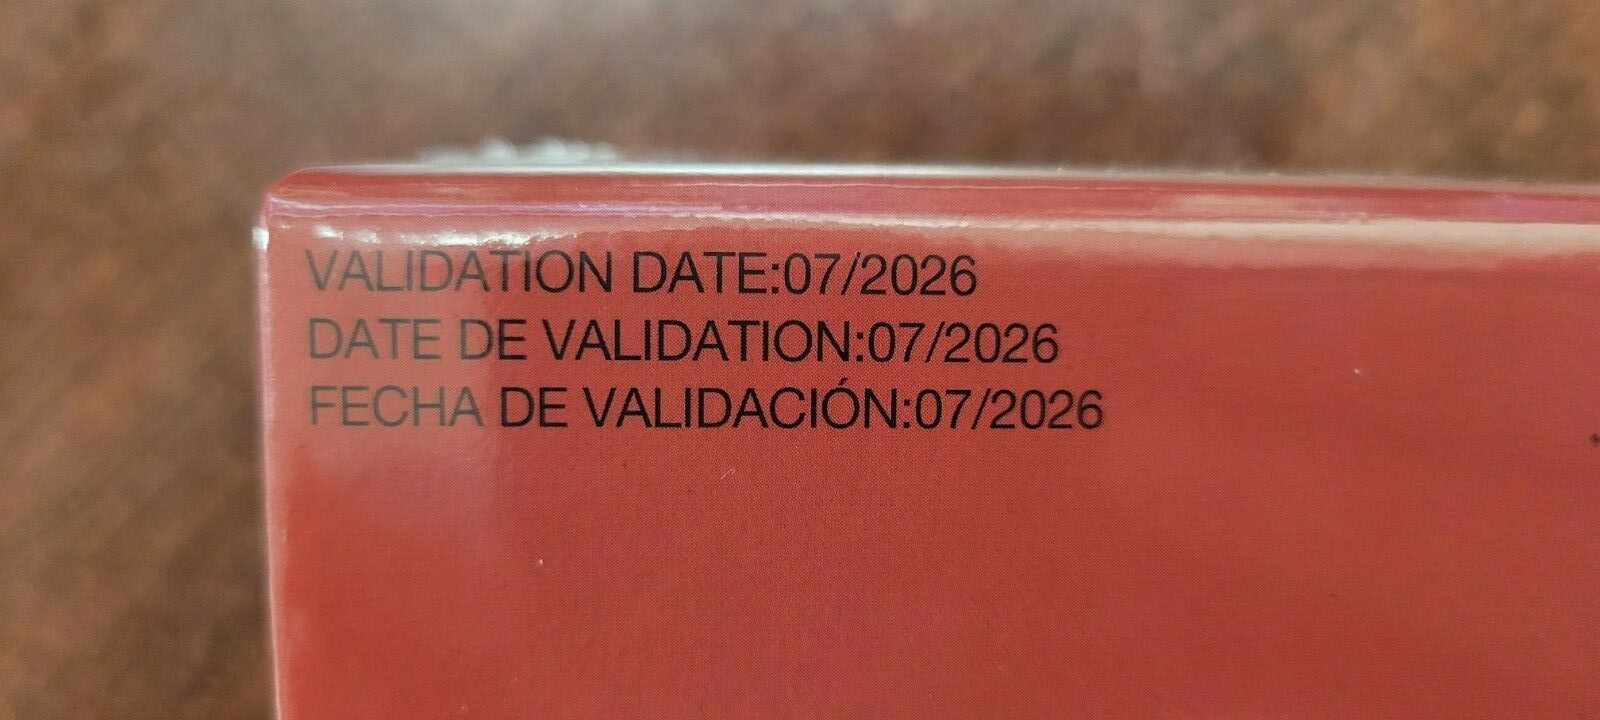 VALIDATION DATE:07/2026
DATE DE VALIDATION:07/2026
FECHA DE VALIDACIÓN:07/2026